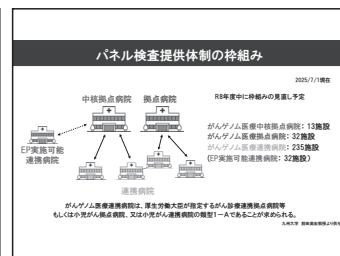 パネル検査提供体制の枠組み
2025/7/1現在
中核拠点病院 拠点病院
R8年度中に枠組みの見直し予定
EP実施可能
連携病院
がんゲノム医療中核拠点病院: 13施設
がんゲノム医療拠点病院: 32施設
がんゲノム医療連携病院: 235施設
(EP実施可能連携病院: 32施設)
連携病院
がんゲノム医療連携病院は、厚生労働大臣が指定するがん診療連携拠点病院等
もしくは小児がん拠点病院、又は小児がん連携病院の類型1-Aであることが求められる。
九州大学